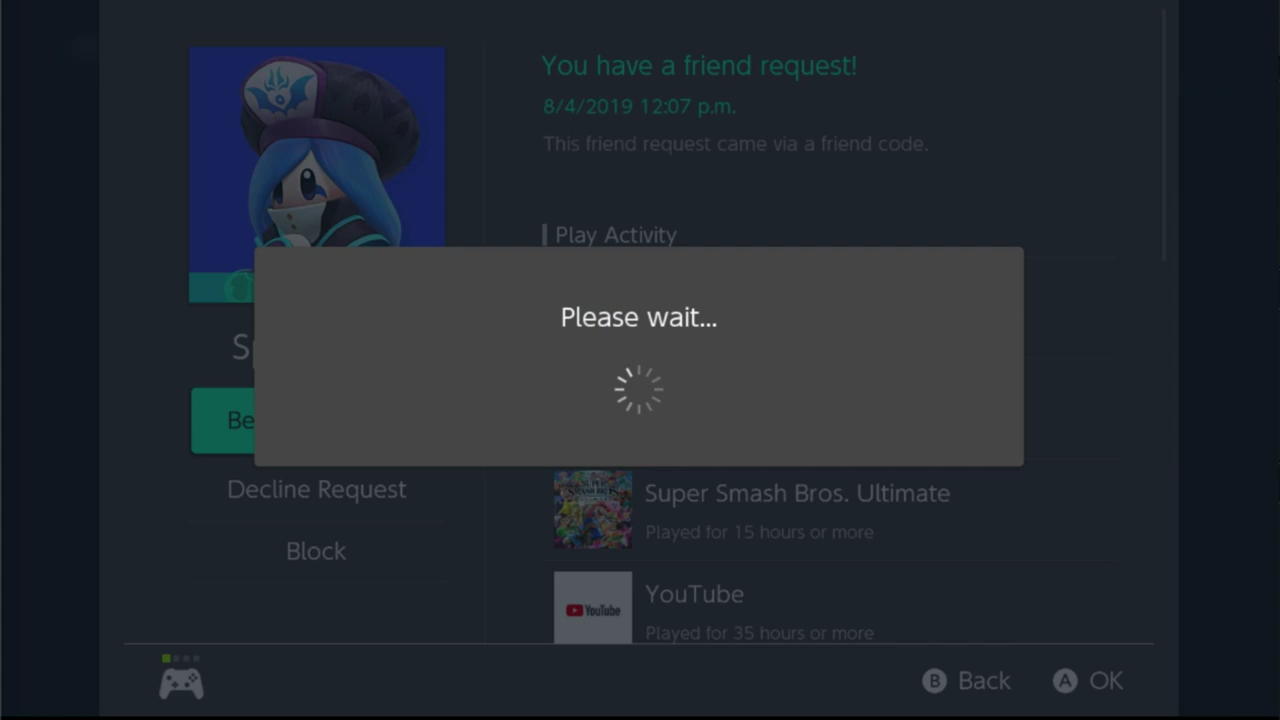 You have a friend request!
8/4/2019 12:07 p.m.
This friend request came via a friend code.
Play Activity
Please wait...
Decline Request
Block
Super Smash Bros. Ultimate
Played for 15 hours or more
YouTube
YouTube
Played for 35 hours or more
B Back
A OK